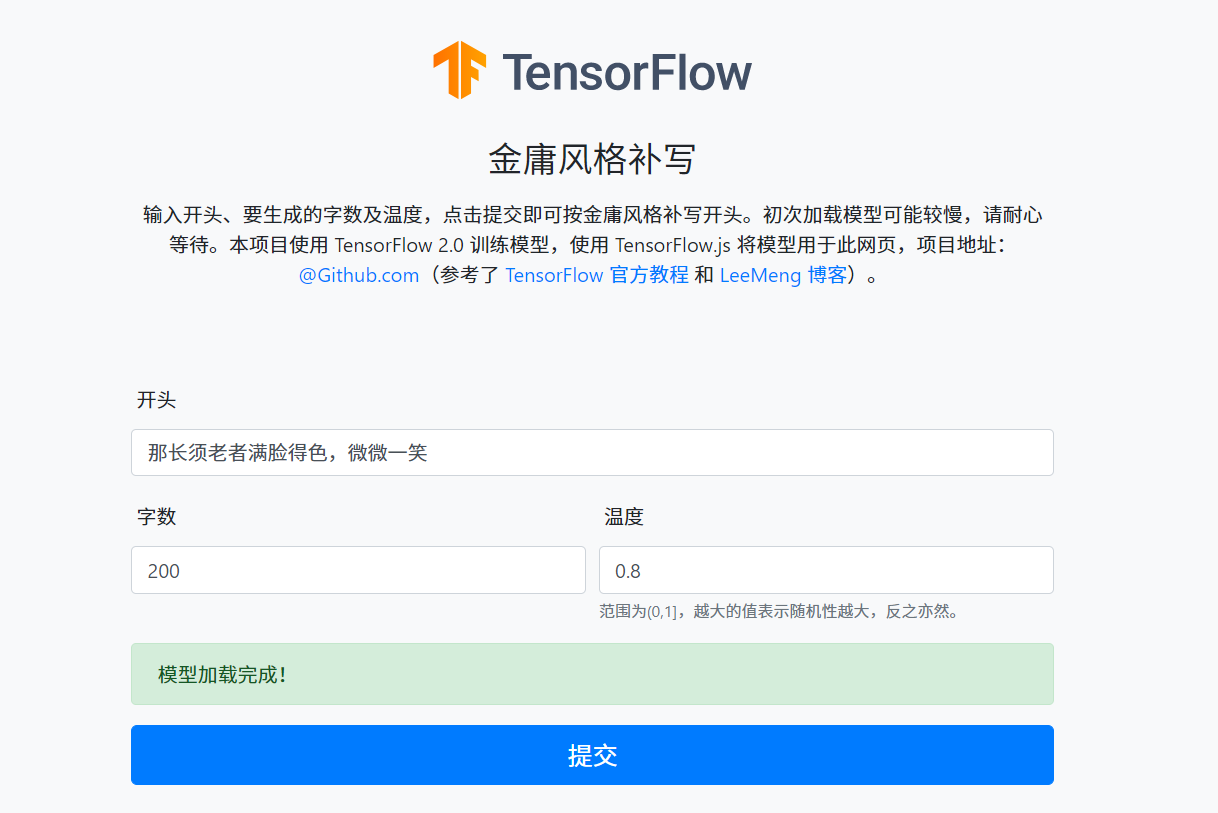 TensorFlow
金庸风格补写
输入开头、要生成的字数及温度，点击提交即可按金庸风格补写开头。初次加载模型可能较慢，请耐心
等待。本项目使用 TensorFlow 2.0 训练模型，使用 TensorFlow.js 将模型用于此网页，项目地址：
@Github.com（参考了 TensorFlow 官方教程 和 LeeMeng 博客）。
开头
那长须老者满脸得色，微微一笑
字数
温度
200
0.8
范围为(0,1]，越大的值表示随机性越大，反之亦然。
模型加载完成！
提交